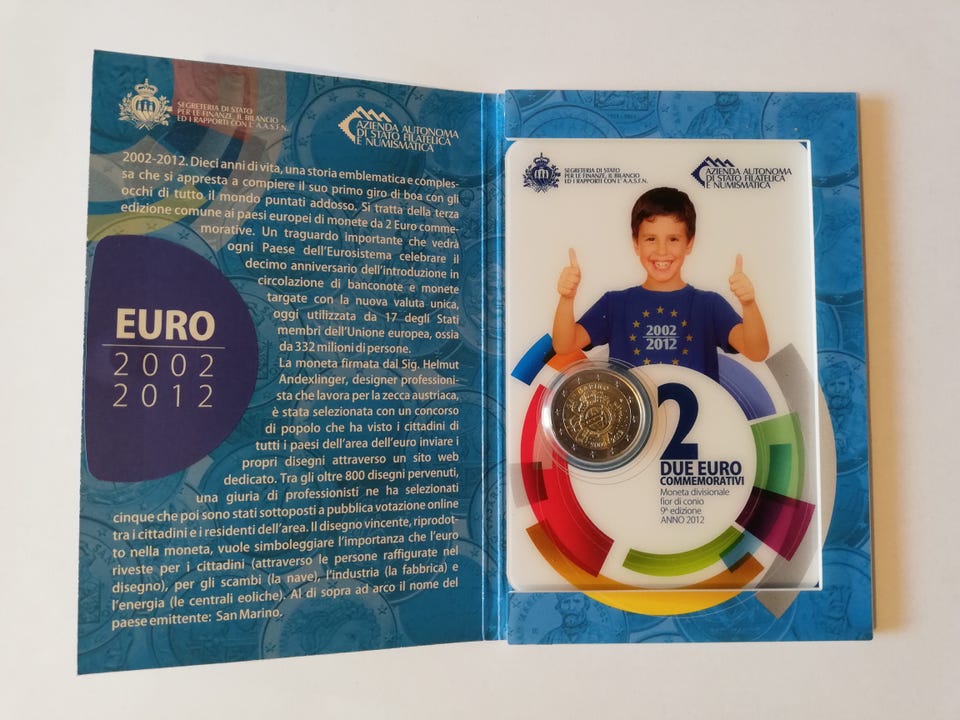 SEGRETERIA DI STATO
PER LE FINANZE, IL BILANCIO
ED I RAPPORTI CON L'A.A.S.F.N.
AZIENDA AUTONOMA
DI STATO FILATELICA
E NUMISMATICA
2002-2012. Dieci anni di vita, una storia emblematica e comples-
sa che si appresta a compiere il suo primo giro di boa con gli
occhi di tutto il mondo puntati addosso. Si tratta della terza
edizione comune ai paesi europei di monete da 2 Euro comme-
morative. Un traguardo importante che vedrà
ogni Paese dell'Eurosistema celebrare il
decimo anniversario dell'introduzione in
circolazione di banconote e monete
targate con la nuova valuta unica,
oggi utilizzata da 17 degli Stati
membri dell'Unione europea, ossia
da 332 milioni di persone.
La moneta firmata dal Sig. Helmut
Andexlinger, designer professioni-
sta che lavora per la zecca austriaca,
è stata selezionata con un concorso
di popolo che ha visto i cittadini di
tutti i paesi dell'area dell'euro inviare i
propri disegni attraverso un sito web
dedicato. Tra gli oltre 800 disegni pervenuti,
una giuria di professionisti ne ha selezionati
cinque che poi sono stati sottoposti a pubblica votazione online
tra i cittadini e i residenti dell'area. Il disegno vincente, riprodot-
to nella moneta, vuole simboleggiare l'importanza che l'euro
riveste per i cittadini (attraverso le persone raffigurate nel
disegno), per gli scambi (la nave), l'industria (la fabbrica) e
l'energia (le centrali eoliche). Al di sopra ad arco il nome del
paese emittente: San Marino.
EURO
2002
2012
SEGRETERIA DI STATO
PER LE FINANZE, IL BILANCIO
ED I RAPPORTI CON L'A.A.S.F.N.
AZIENDA AUTONOMA
DI STATO FILATELICA
E NUMISMATICA
2002
2012
2
DUE EURO
COMMEMORATIVI
Moneta divisionale
fior di conio
9ª edizione
ANNO 2012